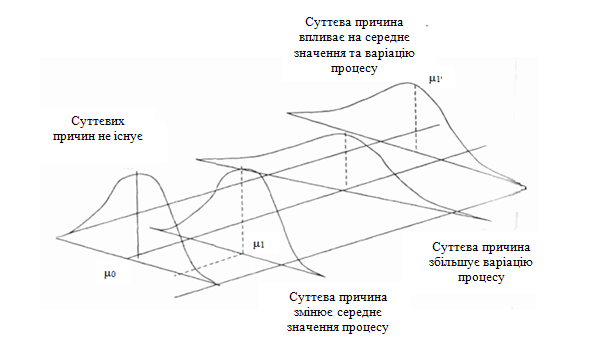 Суттєва причина
впливає на середне
значення та варіацію
процесу
μ1'
Суттєвих
причин не існує
μ1
μ0
Суттєва причина
збільшує варіацію
процесу
Суттєва причина
змінює середнє
значення процесу